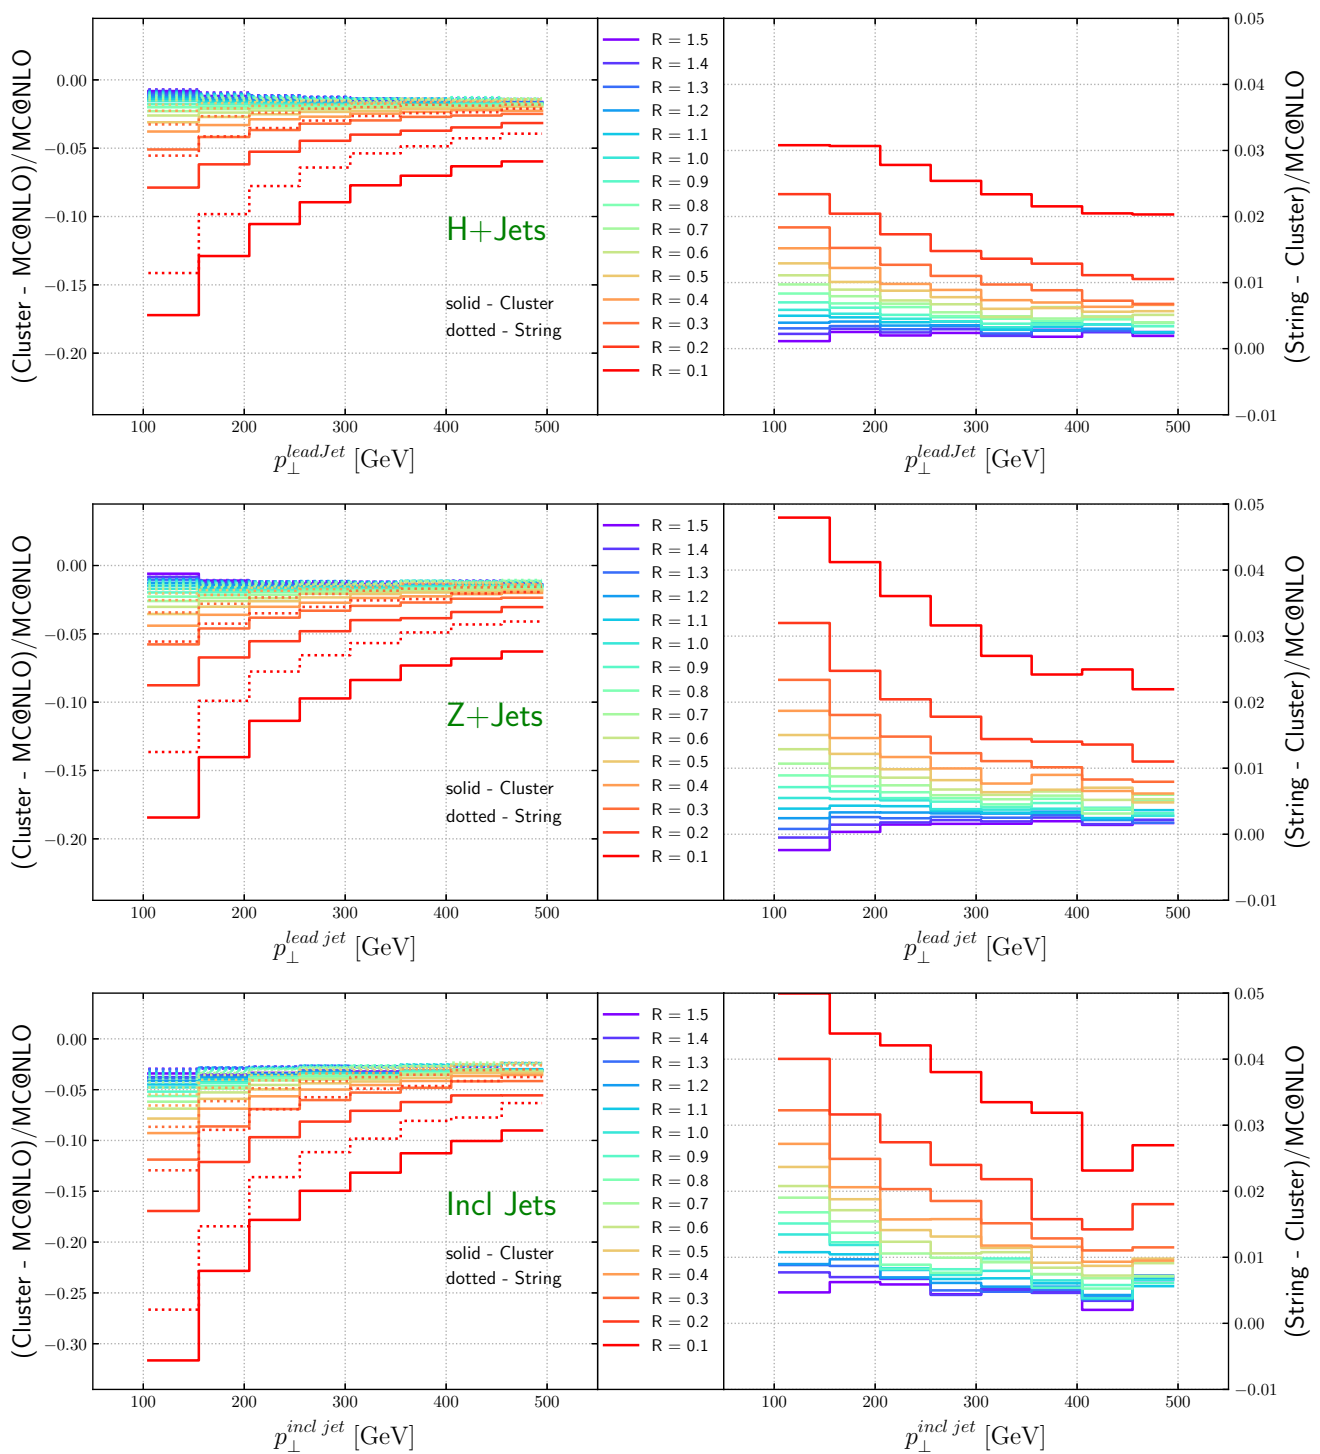 (Cluster - MC@NLO)/MC@NLO
0.00
−0.05
−0.10
−0.15
−0.20
H+Jets
solid - Cluster
dotted - String
100 200 300 400 500
p_⊥^{leadJet} [GeV]
R = 1.5
R = 1.4
R = 1.3
R = 1.2
R = 1.1
R = 1.0
R = 0.9
R = 0.8
R = 0.7
R = 0.6
R = 0.5
R = 0.4
R = 0.3
R = 0.2
R = 0.1
0.05
0.04
0.03
0.02
0.01
0.00
−0.01
(String - Cluster)/MC@NLO
100 200 300 400 500
p_⊥^{leadJet} [GeV]
(Cluster - MC@NLO)/MC@NLO
0.00
−0.05
−0.10
−0.15
−0.20
Z+Jets
solid - Cluster
dotted - String
100 200 300 400 500
p_⊥^{lead jet} [GeV]
R = 1.5
R = 1.4
R = 1.3
R = 1.2
R = 1.1
R = 1.0
R = 0.9
R = 0.8
R = 0.7
R = 0.6
R = 0.5
R = 0.4
R = 0.3
R = 0.2
R = 0.1
0.05
0.04
0.03
0.02
0.01
0.00
−0.01
(String - Cluster)/MC@NLO
100 200 300 400 500
p_⊥^{lead jet} [GeV]
(Cluster - MC@NLO)/MC@NLO
0.00
−0.05
−0.10
−0.15
−0.20
−0.25
−0.30
Incl Jets
solid - Cluster
dotted - String
100 200 300 400 500
p_⊥^{incl jet} [GeV]
R = 1.5
R = 1.4
R = 1.3
R = 1.2
R = 1.1
R = 1.0
R = 0.9
R = 0.8
R = 0.7
R = 0.6
R = 0.5
R = 0.4
R = 0.3
R = 0.2
R = 0.1
0.05
0.04
0.03
0.02
0.01
0.00
−0.01
(String - Cluster)/MC@NLO
100 200 300 400 500
p_⊥^{incl jet} [GeV]